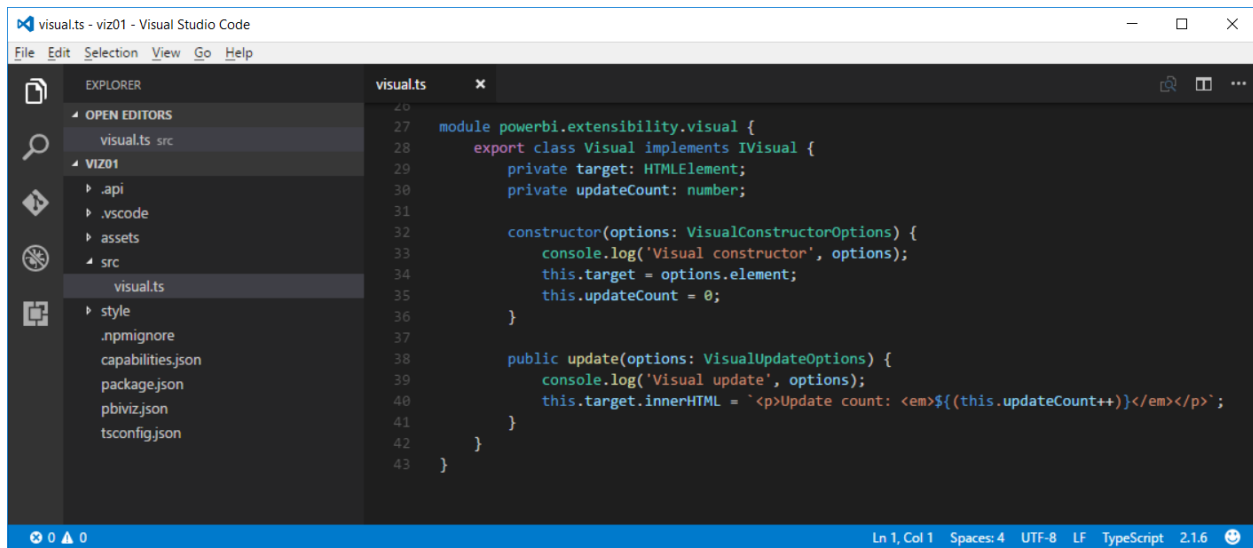 visual.ts - viz01 - Visual Studio Code
File Edit Selection View Go Help
EXPLORER
OPEN EDITORS
visual.ts src
VIZ01
.api
.vscode
assets
src
visual.ts
style
.npmignore
capabilities.json
package.json
pbiviz.json
tsconfig.json
visual.ts
26
27 module powerbi.extensibility.visual {
28     export class Visual implements IVisual {
29         private target: HTMLElement;
30         private updateCount: number;
31
32         constructor(options: VisualConstructorOptions) {
33             console.log('Visual constructor', options);
34             this.target = options.element;
35             this.updateCount = 0;
36         }
37
38         public update(options: VisualUpdateOptions) {
39             console.log('Visual update', options);
40             this.target.innerHTML = `<p>Update count: <em>${(this.updateCount++)}</em></p>`;
41         }
42     }
43 }
0 0
Ln 1, Col 1 Spaces: 4 UTF-8 LF TypeScript 2.1.6